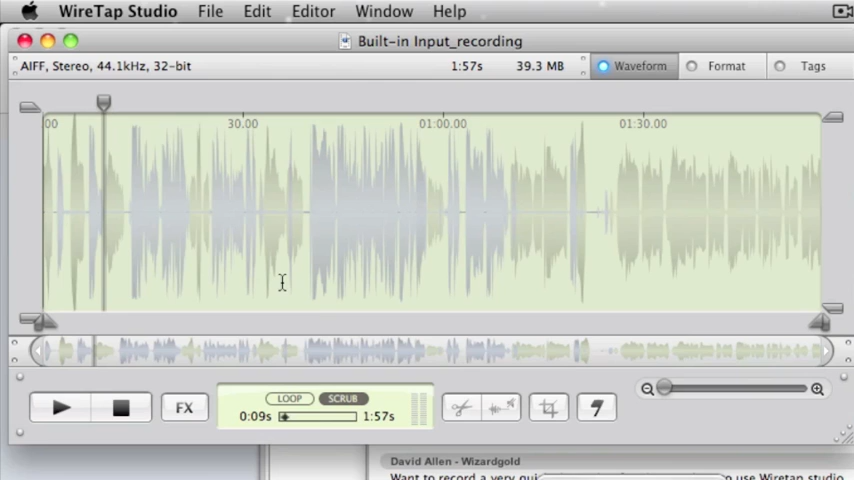 WireTap Studio File Edit Editor Window Help
Built-in Input_recording
AIFF, Stereo, 44.1kHz, 32-bit 1:57s 39.3 MB Waveform Format Tags
00 30.00 01:00.00 01:30.00
FX LOOP SCRUB
0:09s 1:57s
David Allen - Wizardgold
Want to record a very qui use Wiretap studio